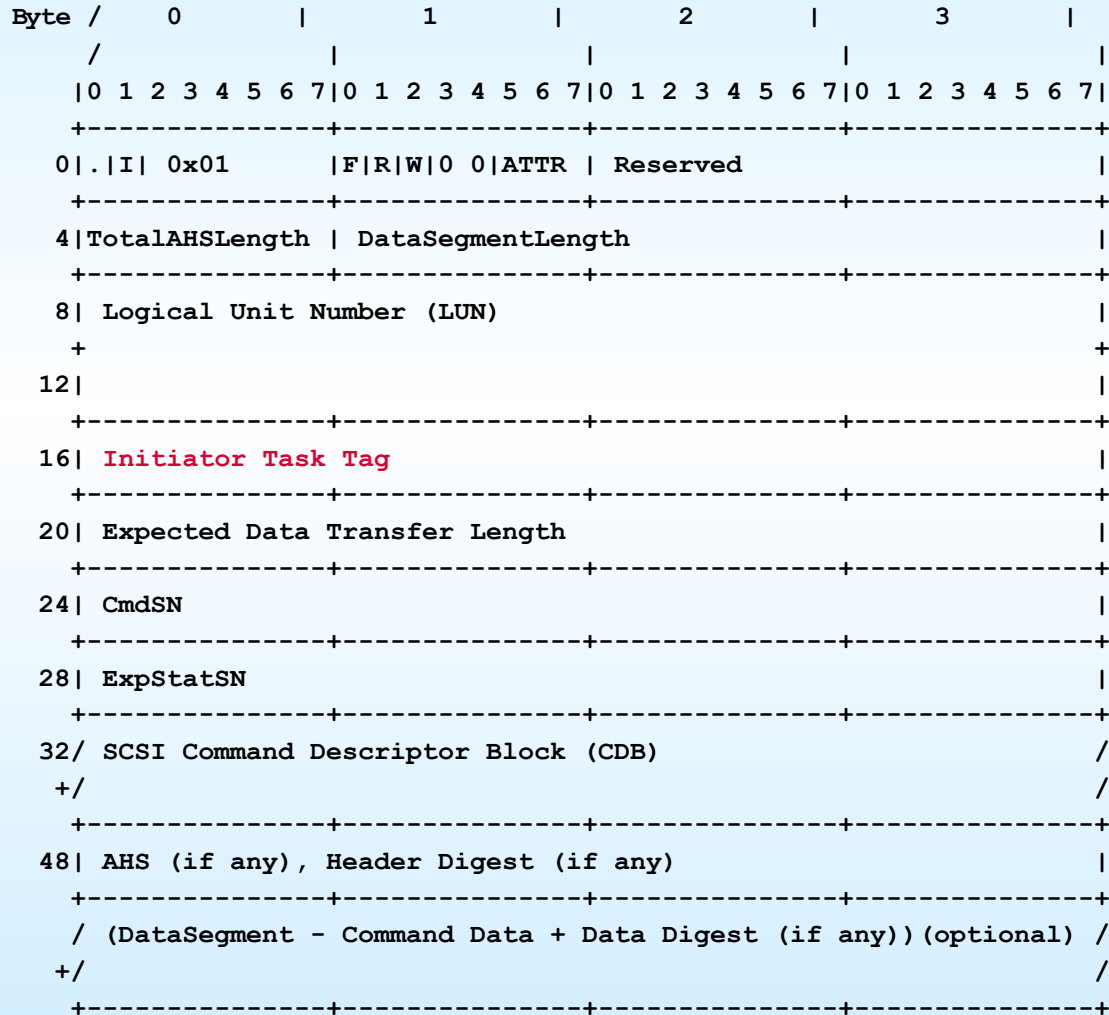 Byte / 0 | 1 | 2 | 3 |
/ | | | |
|0 1 2 3 4 5 6 7|0 1 2 3 4 5 6 7|0 1 2 3 4 5 6 7|0 1 2 3 4 5 6 7|
+---------------+---------------+---------------+---------------+
0|.|I| 0x01 |F|R|W|0 0|ATTR | Reserved |
+---------------+---------------+---------------+---------------+
4|TotalAHSLength | DataSegmentLength |
+---------------+---------------+---------------+---------------+
8| Logical Unit Number (LUN) |
+ +
12| |
+---------------+---------------+---------------+---------------+
16| Initiator Task Tag |
+---------------+---------------+---------------+---------------+
20| Expected Data Transfer Length |
+---------------+---------------+---------------+---------------+
24| CmdSN |
+---------------+---------------+---------------+---------------+
28| ExpStatSN |
+---------------+---------------+---------------+---------------+
32/ SCSI Command Descriptor Block (CDB) /
+/ /
+---------------+---------------+---------------+---------------+
48| AHS (if any), Header Digest (if any) |
+---------------+---------------+---------------+---------------+
/ (DataSegment - Command Data + Data Digest (if any))(optional) /
+/ /
+---------------+---------------+---------------+---------------+